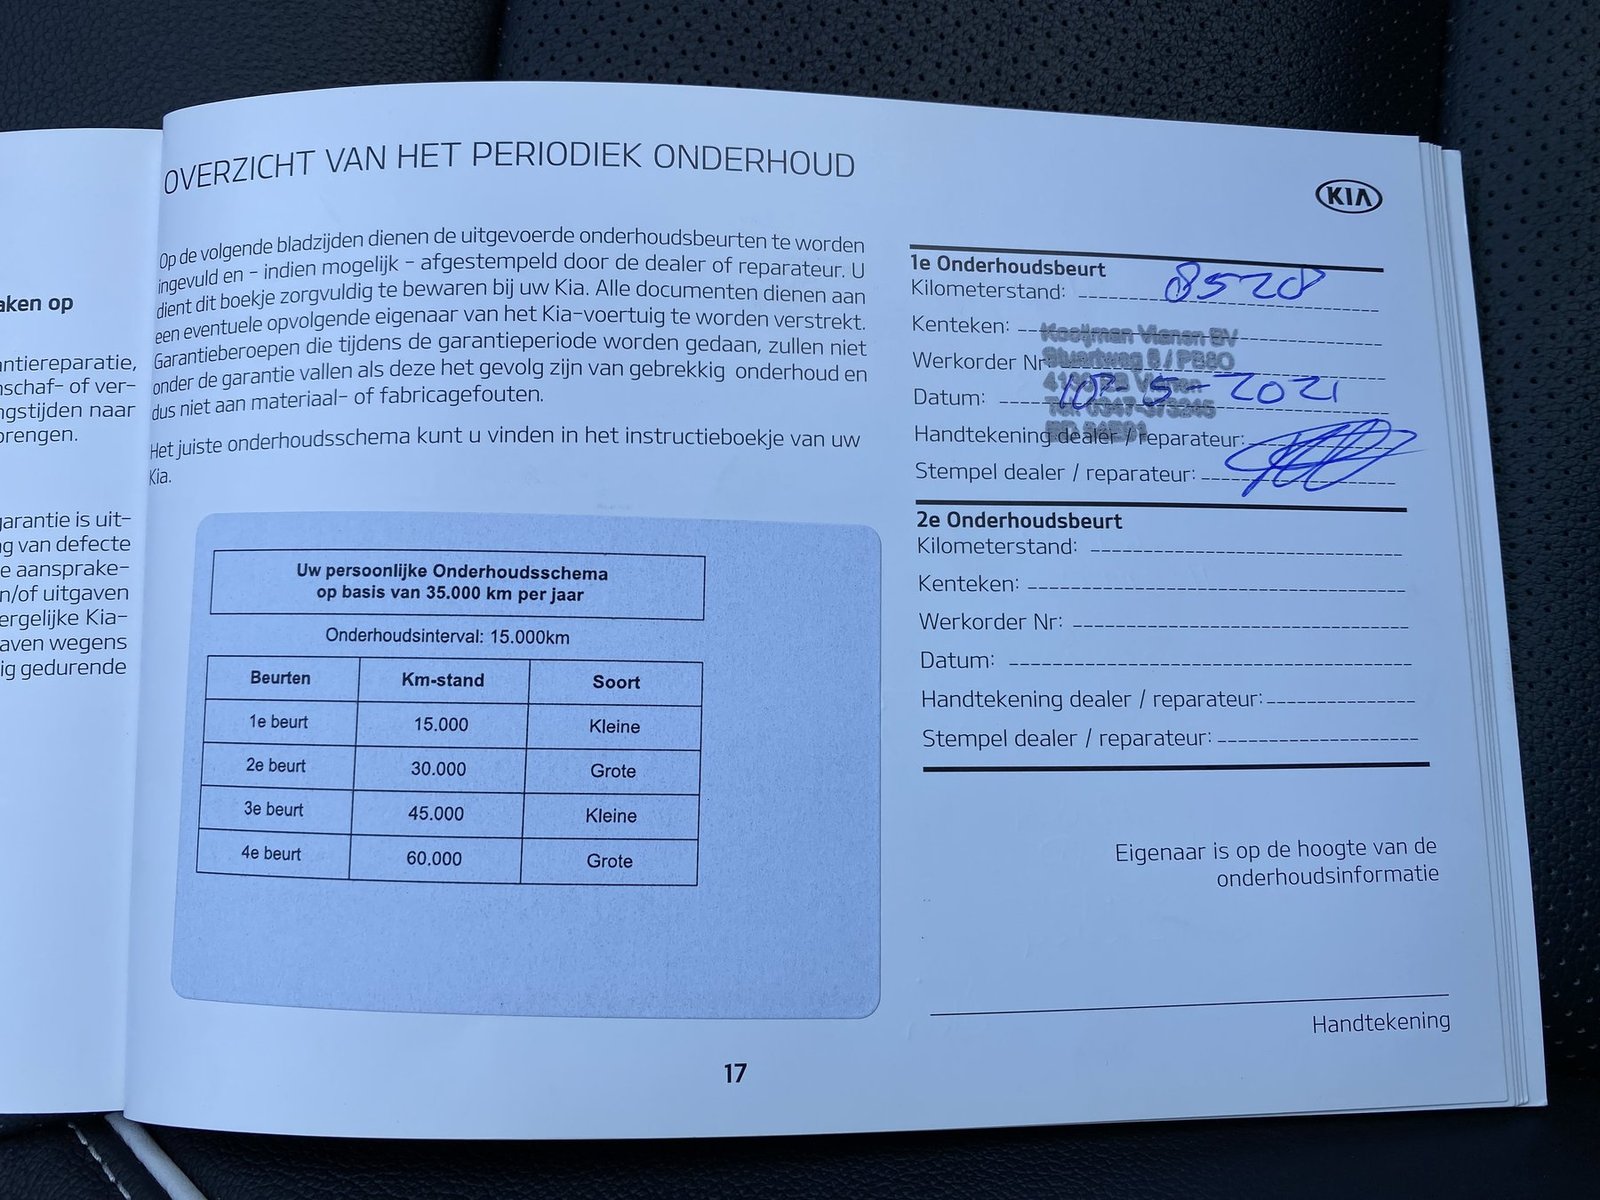 aken op
antiereparatie,
nschaf- of ver-
ngstijden naar
brengen.
garantie is uit-
ng van defecte
e aansprake-
n/of uitgaven
ergelijke Kia-
aven wegens
ig gedurende
OVERZICHT VAN HET PERIODIEK ONDERHOUD
Op de volgende bladzijden dienen de uitgevoerde onderhoudsbeurten te worden
ingevuld en - indien mogelijk - afgestempeld door de dealer of reparateur. U
dient dit boekje zorgvuldig te bewaren bij uw Kia. Alle documenten dienen aan
een eventuele opvolgende eigenaar van het Kia-voertuig te worden verstrekt.
Garantieberoepen die tijdens de garantieperiode worden gedaan, zullen niet
onder de garantie vallen als deze het gevolg zijn van gebrekkig onderhoud en
dus niet aan materiaal- of fabricagefouten.
Het juiste onderhoudsschema kunt u vinden in het instructieboekje van uw
Kia.
Uw persoonlijke Onderhoudsschema
op basis van 35.000 km per jaar
Onderhoudsinterval: 15.000km
Beurten Km-stand Soort
1e beurt 15.000 Kleine
2e beurt 30.000 Grote
3e beurt 45.000 Kleine
4e beurt 60.000 Grote
KIA
1e Onderhoudsbeurt
Kilometerstand: 8528
Kenteken:
Kooijman Vianen BV
Werkorder Nr:
Stuartweg 8 / PB80
Datum: 10-5-2021
Vianen
Tel: 0347-375245
Handtekening dealer / reparateur:
Stempel dealer / reparateur:
2e Onderhoudsbeurt
Kilometerstand:
Kenteken:
Werkorder Nr:
Datum:
Handtekening dealer / reparateur:
Stempel dealer / reparateur:
Eigenaar is op de hoogte van de
onderhoudsinformatie
Handtekening
17